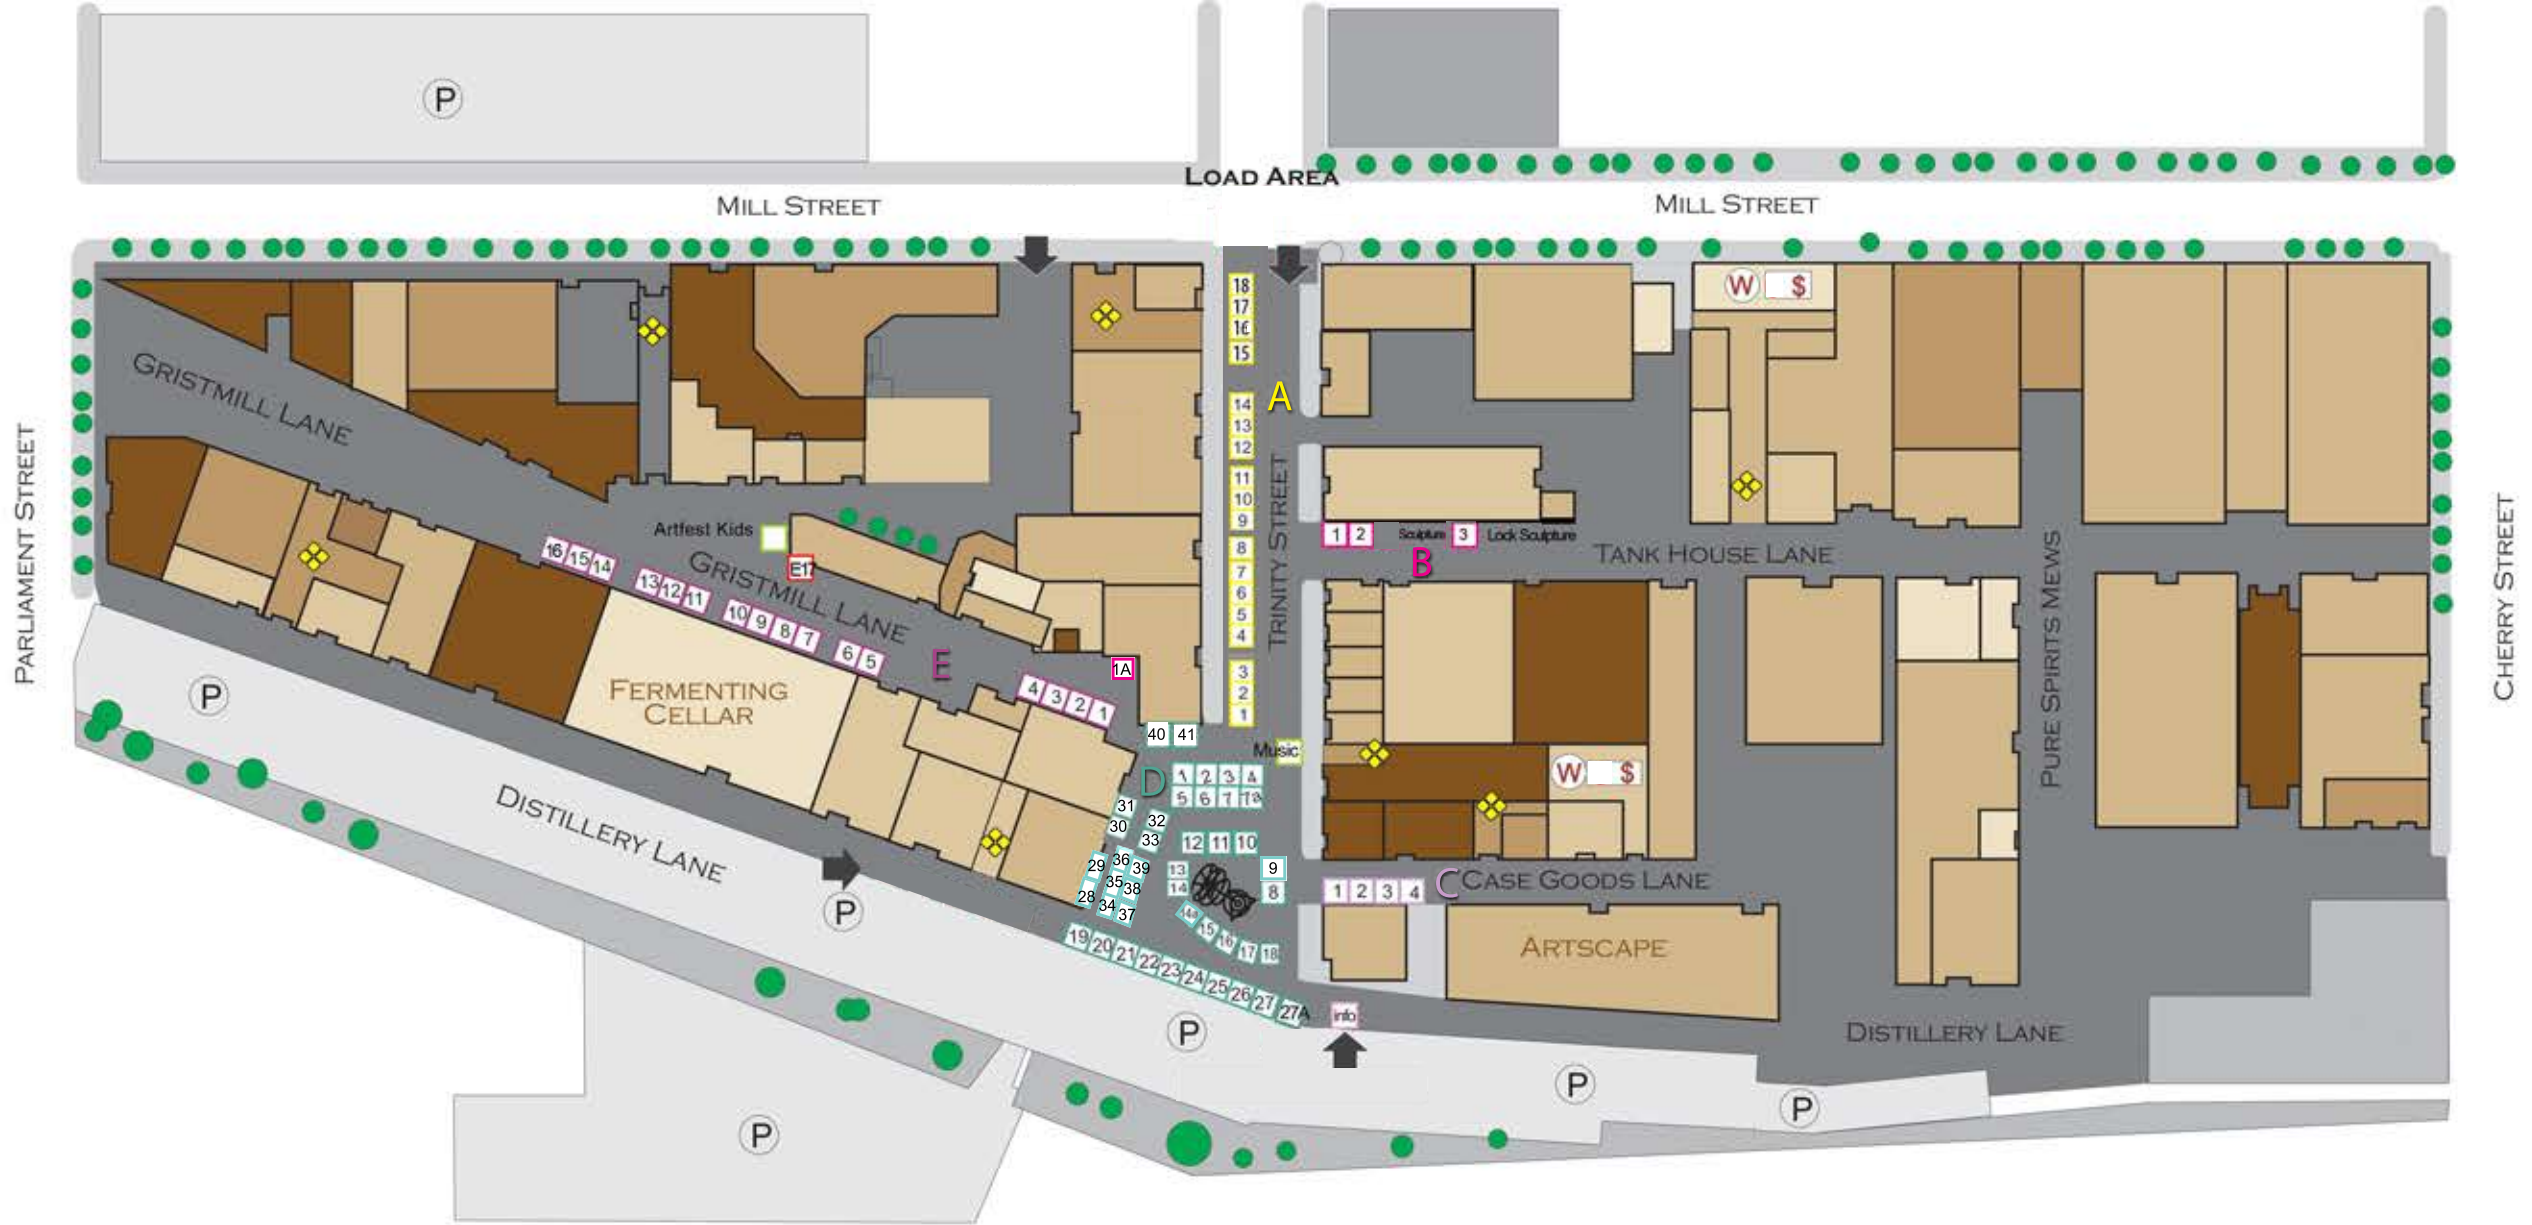 P
LOAD AREA
MILL STREET
MILL STREET
18
17
16
15
W $
A
14
13
12
11
10
9
8
7
6
5
4
3
2
1
GRISTMILL LANE
PARLIAMENT STREET
TRINITY STREET
CHERRY STREET
PURE SPIRITS MEWS
Artfest Kids
E17
GRISTMILL LANE
1 2 Sculpture 3 Lock Sculpture
B
TANK HOUSE LANE
16 15 14
13 12 11
10 9 8 7
6 5
E
4 3 2 1
1A
FERMENTING
CELLAR
P
40 41
Music
D
1 2 3 4
5 6 7
W $
31
30
32
33
12 11 10
29
28
36
35
34
39
38
37
13
14
9
8
15 16 17 18
1 2 3 4
C
CASE GOODS LANE
ARTSCAPE
19 20 21 22 23 24 25 26 27 27A
info
DISTILLERY LANE
DISTILLERY LANE
P
P
P
P
P